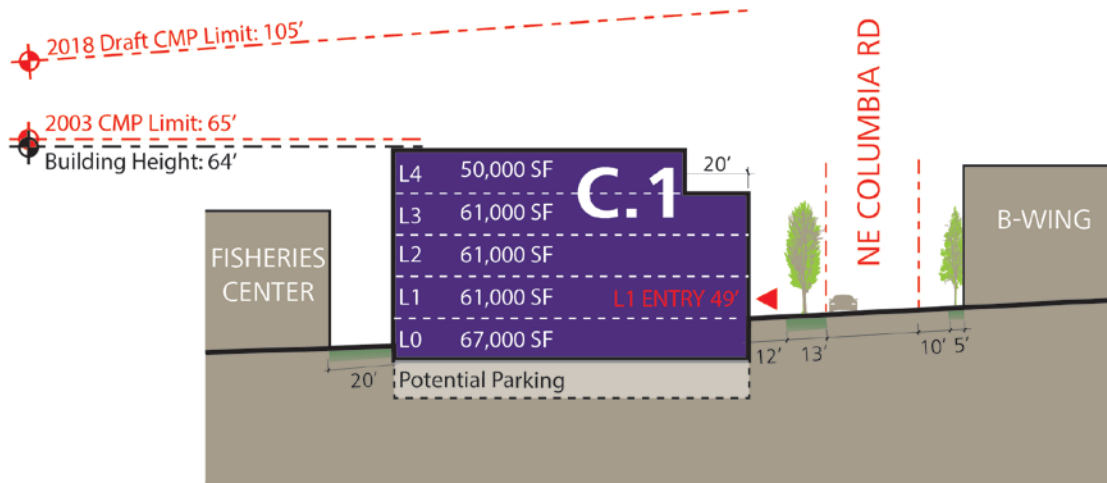 2018 Draft CMP Limit: 105’
2003 CMP Limit: 65’
Building Height: 64’
FISHERIES
CENTER
L4 50,000 SF
L3 61,000 SF
L2 61,000 SF
L1 61,000 SF
L0 67,000 SF
C.1
L1 ENTRY 49’
Potential Parking
20’
20’
NE COLUMBIA RD
B-WING
12’
13’
10’
5’